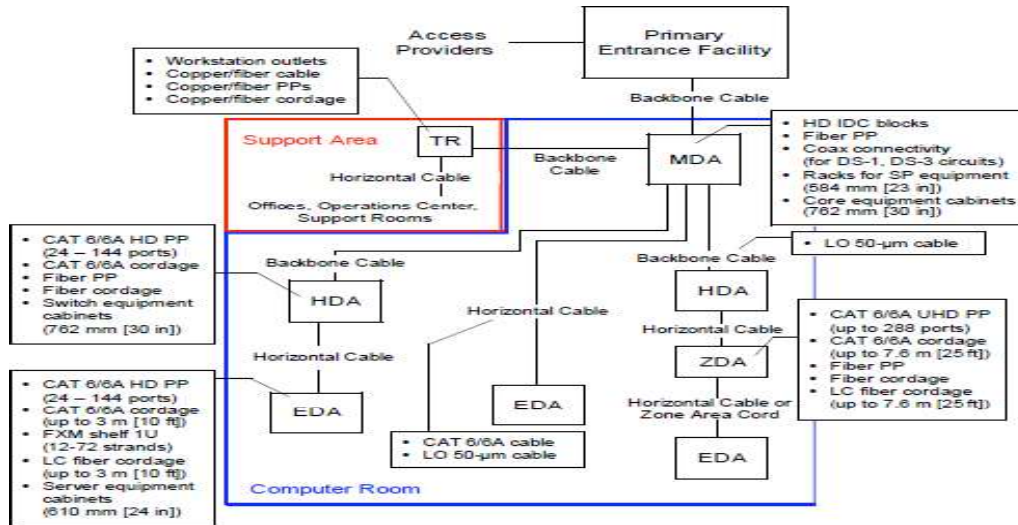 Access
Providers
Primary
Entrance Facility
• Workstation outlets
• Copper/fiber cable
• Copper/fiber PPs
• Copper/fiber cordage
Backbone Cable
• HD IDC blocks
• Fiber PP
• Coax connectivity
(for DS-1, DS-3 circuits)
• Racks for SP equipment
(584 mm [23 in])
• Core equipment cabinets
(762 mm [30 in])
Support Area
TR
Backbone
Cable
MDA
Horizontal Cable
Offices, Operations Center,
Support Rooms
• CAT 6/6A HD PP
(24 – 144 ports)
• CAT 6/6A cordage
• Fiber PP
• Fiber cordage
• Switch equipment
cabinets
(762 mm [30 in])
Backbone Cable
HDA
Horizontal Cable
Backbone Cable
• LO 50-µm cable
HDA
Horizontal Cable
Horizontal Cable
ZDA
• CAT 6/6A UHD PP
(up to 288 ports)
• CAT 6/6A cordage
(up to 7.6 m [25 ft])
• Fiber PP
• Fiber cordage
• LC fiber cordage
(up to 7.6 m [25 ft])
• CAT 6/6A HD PP
(24 – 144 ports)
• CAT 6/6A cordage
(up to 3 m [10 ft])
• FXM shelf 1U
(12-72 strands)
• LC fiber cordage
(up to 3 m [10 ft])
• Server equipment
cabinets
(610 mm [24 in])
EDA
EDA
• CAT 6/6A cable
• LO 50-µm cable
Horizontal Cable or
Zone Area Cord
EDA
Computer Room